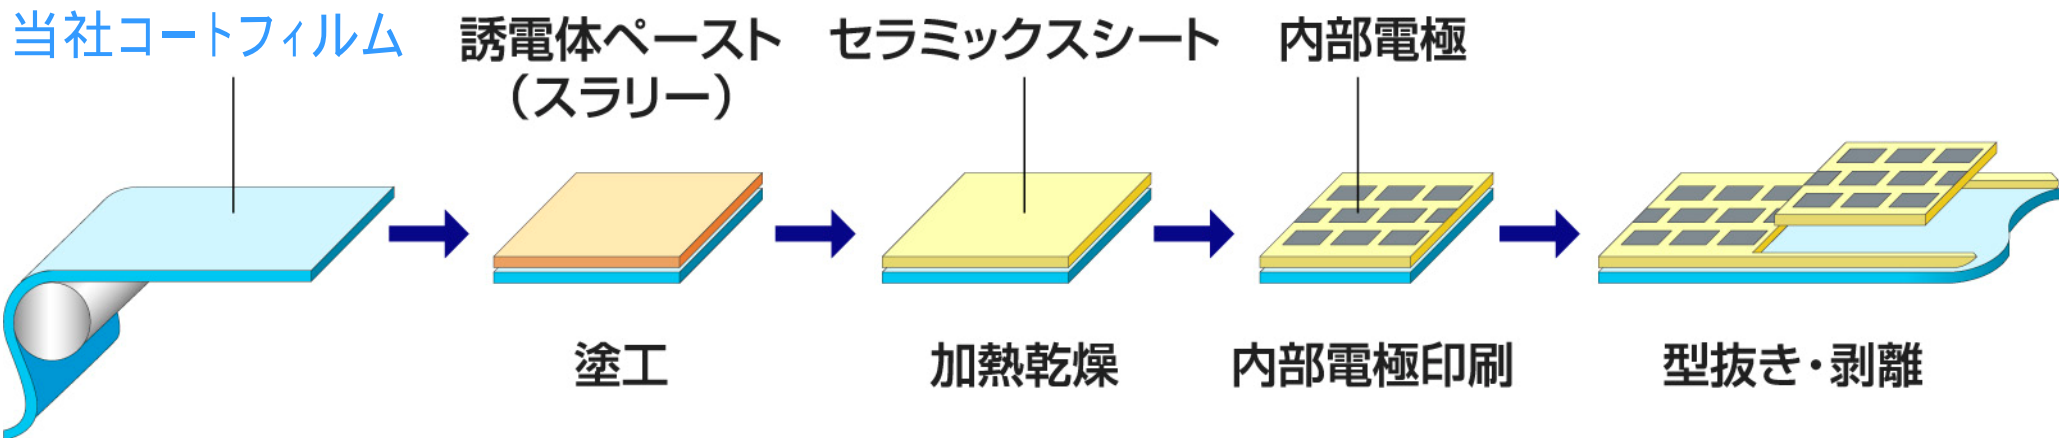 当社コートフィルム
誘電体ペースト
（スラリー）
セラミックスシート
内部電極
塗工
加熱乾燥
内部電極印刷
型抜き・剥離